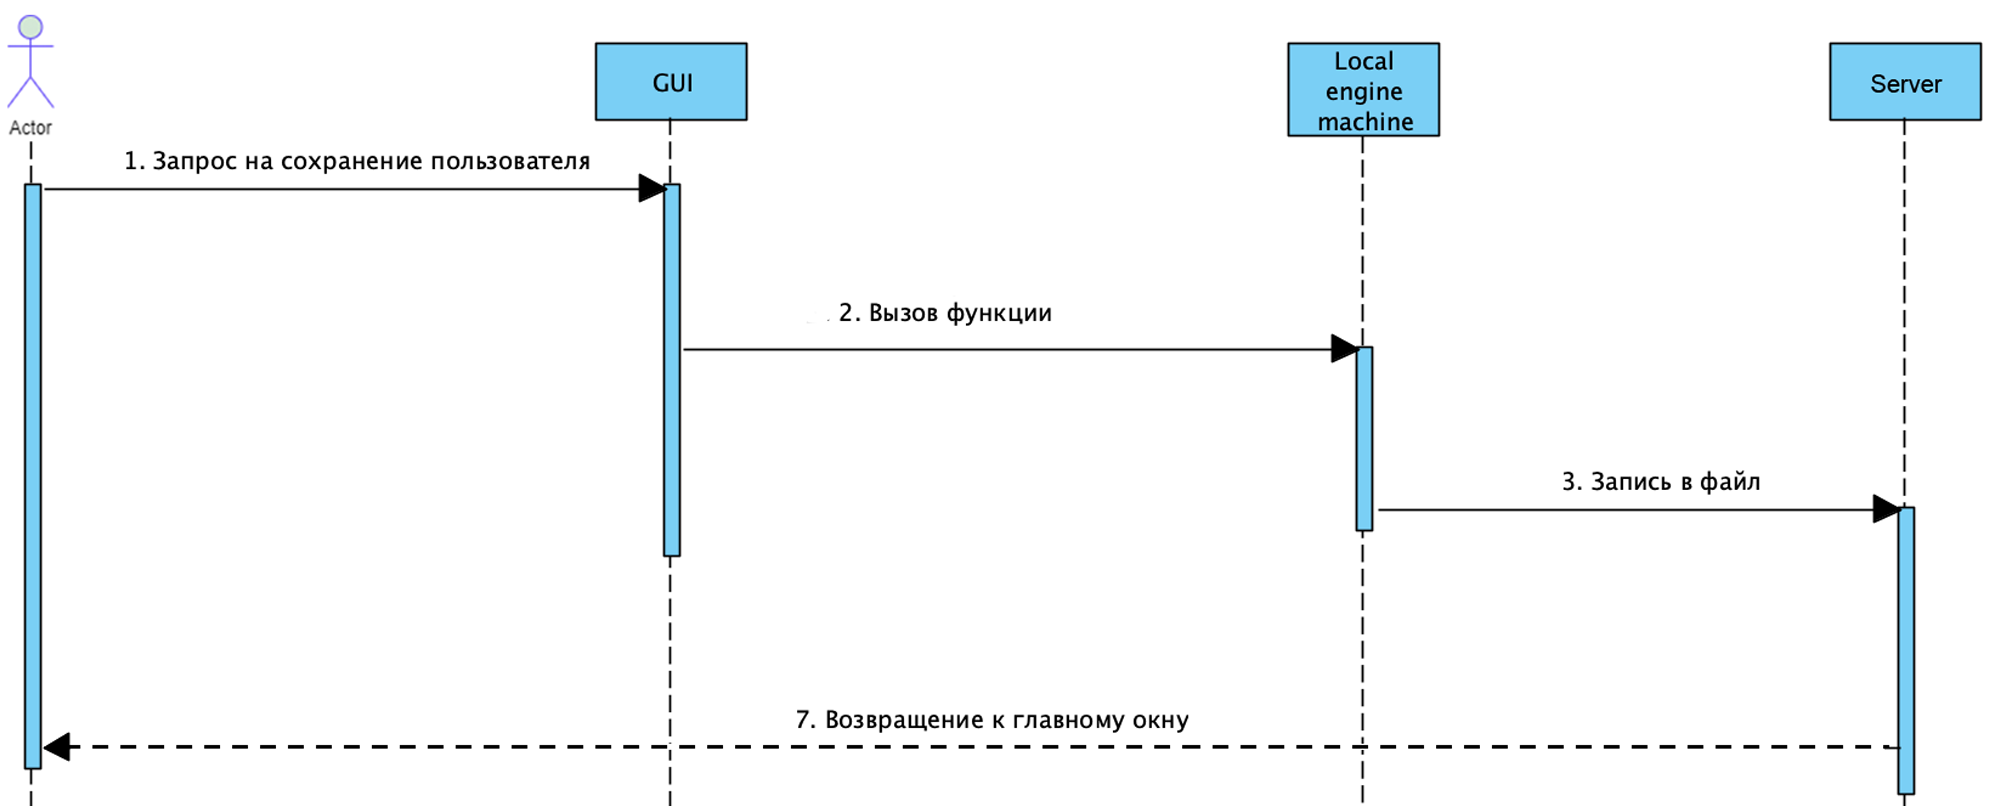 Actor
GUI
Local
engine
machine
Server
1. Запрос на сохранение пользователя
2. Вызов функции
3. Запись в файл
7. Возвращение к главному окну